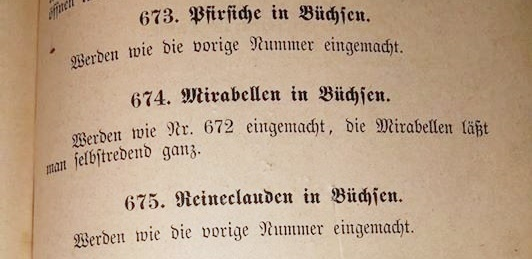 öffnen
673. Pfirsiche in Büchsen.
Werden wie die vorige Nummer eingemacht.
674. Mirabellen in Büchsen.
Werden wie Nr. 672 eingemacht, die Mirabellen läßt
man selbstredend ganz.
675. Reineclauden in Büchsen.
Werden wie die vorige Nummer eingemacht.